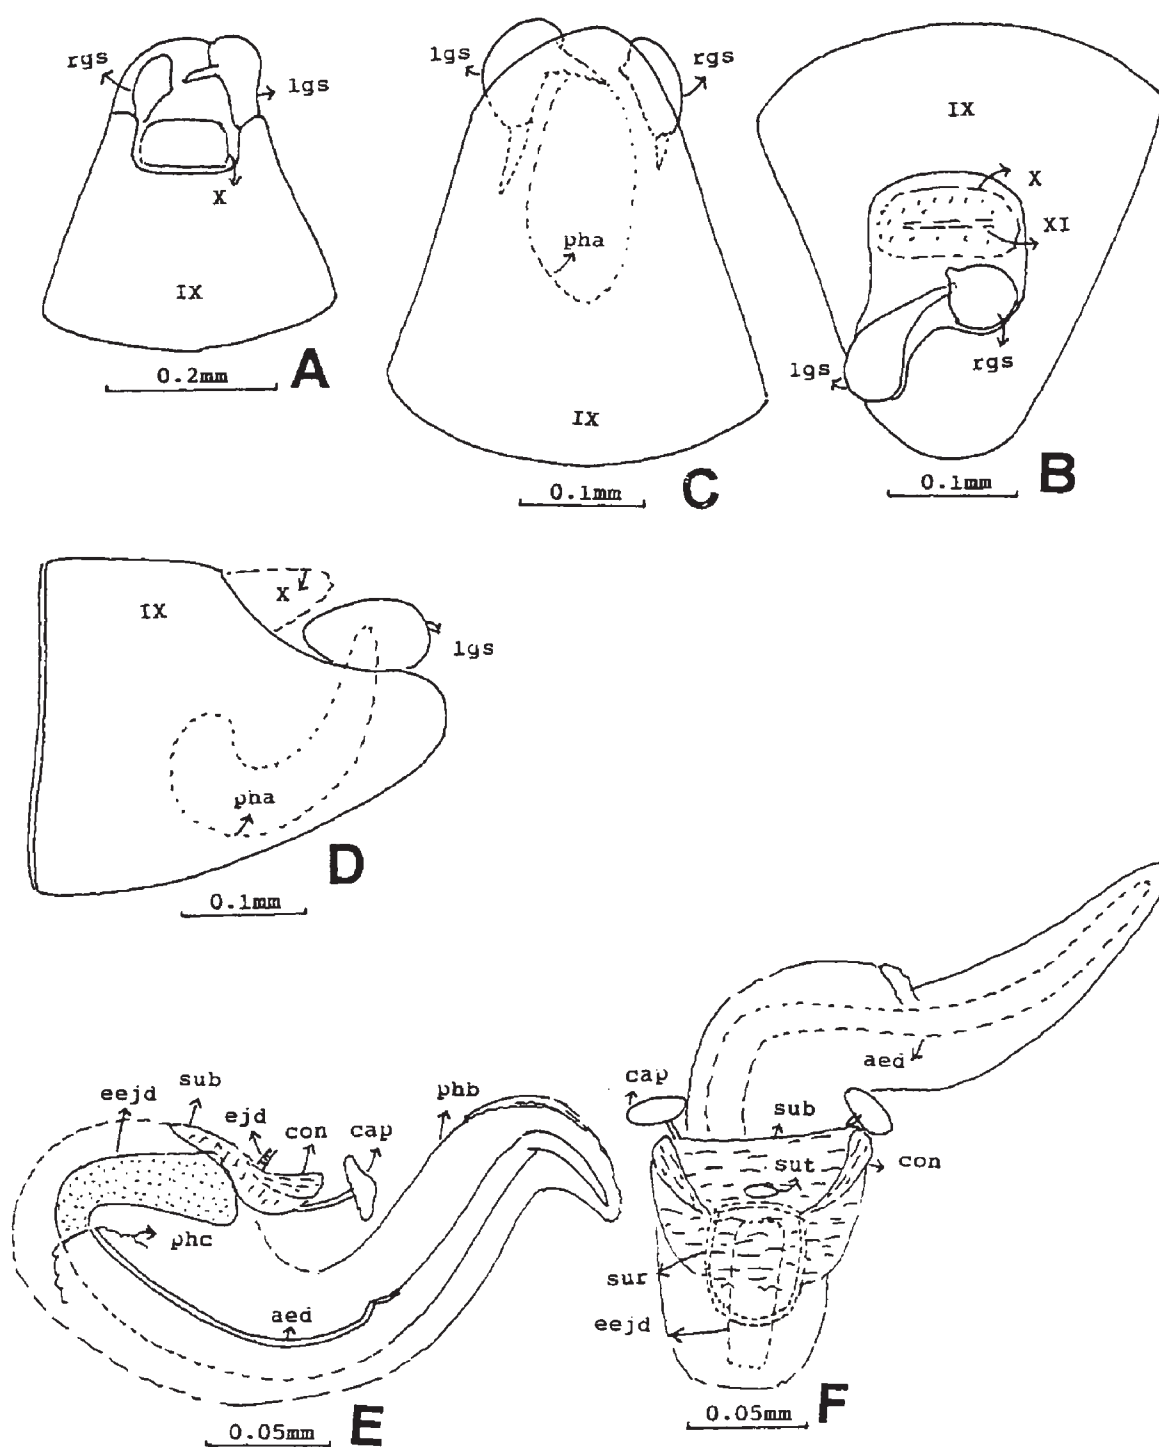 rgs
lgs
X
IX
0.2mm
A
lgs
rgs
pha
IX
0.1mm
C
IX
X
XI
rgs
lgs
0.1mm
B
IX
X
lgs
pha
0.1mm
D
eejd
sub
ejd
con
cap
phb
phc
aed
0.05mm
E
cap
aed
sub
con
sut
sur
eejd
0.05mm
F